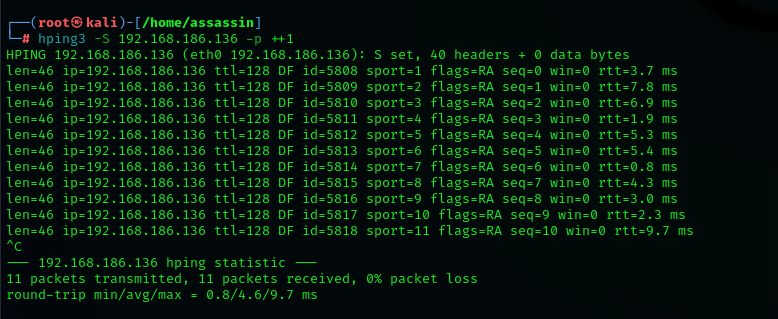 ┌──(root㉿kali)-[/home/assassin]
└─# hping3 -S 192.168.186.136 -p ++1
HPING 192.168.186.136 (eth0 192.168.186.136): S set, 40 headers + 0 data bytes
len=46 ip=192.168.186.136 ttl=128 DF id=5808 sport=1 flags=RA seq=0 win=0 rtt=3.7 ms
len=46 ip=192.168.186.136 ttl=128 DF id=5809 sport=2 flags=RA seq=1 win=0 rtt=7.8 ms
len=46 ip=192.168.186.136 ttl=128 DF id=5810 sport=3 flags=RA seq=2 win=0 rtt=6.9 ms
len=46 ip=192.168.186.136 ttl=128 DF id=5811 sport=4 flags=RA seq=3 win=0 rtt=1.9 ms
len=46 ip=192.168.186.136 ttl=128 DF id=5812 sport=5 flags=RA seq=4 win=0 rtt=5.3 ms
len=46 ip=192.168.186.136 ttl=128 DF id=5813 sport=6 flags=RA seq=5 win=0 rtt=5.4 ms
len=46 ip=192.168.186.136 ttl=128 DF id=5814 sport=7 flags=RA seq=6 win=0 rtt=0.8 ms
len=46 ip=192.168.186.136 ttl=128 DF id=5815 sport=8 flags=RA seq=7 win=0 rtt=4.3 ms
len=46 ip=192.168.186.136 ttl=128 DF id=5816 sport=9 flags=RA seq=8 win=0 rtt=3.0 ms
len=46 ip=192.168.186.136 ttl=128 DF id=5817 sport=10 flags=RA seq=9 win=0 rtt=2.3 ms
len=46 ip=192.168.186.136 ttl=128 DF id=5818 sport=11 flags=RA seq=10 win=0 rtt=9.7 ms
^C
--- 192.168.186.136 hping statistic ---
11 packets transmitted, 11 packets received, 0% packet loss
round-trip min/avg/max = 0.8/4.6/9.7 ms